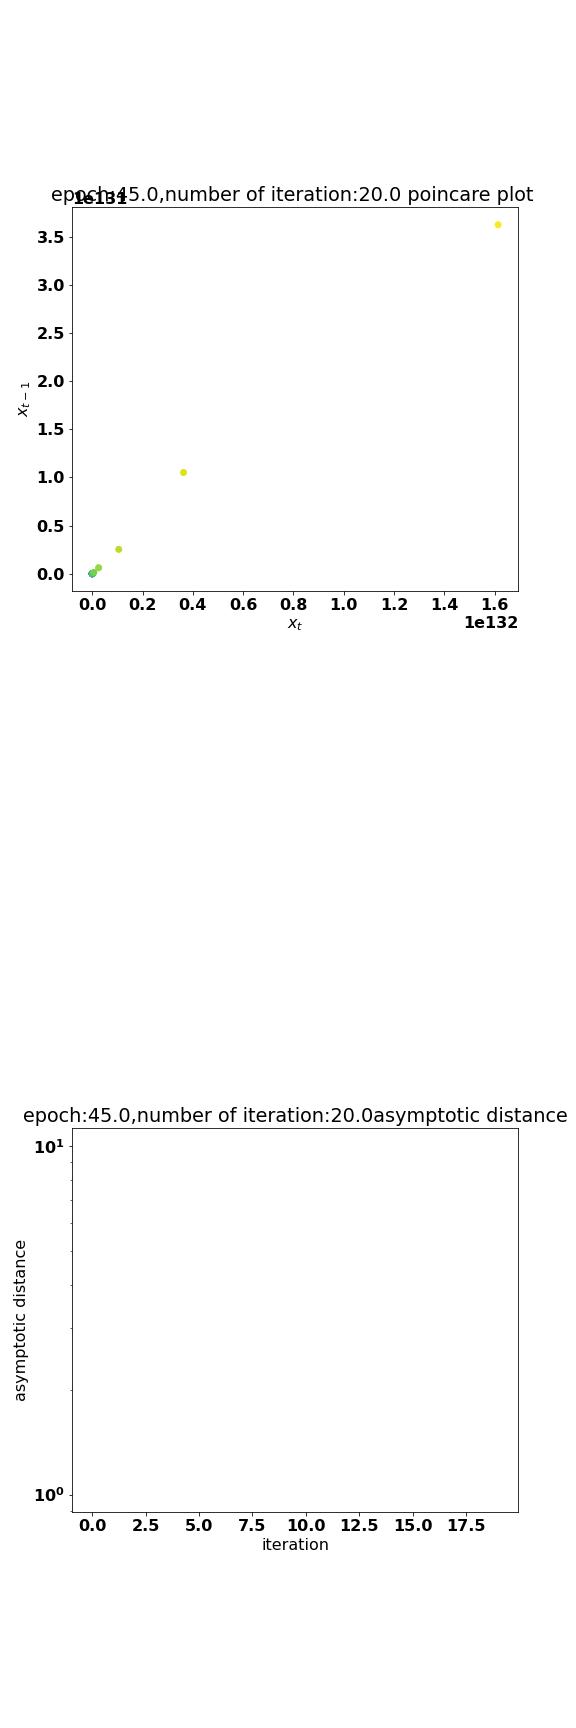 epoch:45.0,number of iteration:20.0 poincare plot
1e131
3.5
3.0
2.5
2.0
1.5
1.0
0.5
0.0
x_{t-1}
0.0 0.2 0.4 0.6 0.8 1.0 1.2 1.4 1.6
x_t
1e132
epoch:45.0,number of iteration:20.0asymptotic distance
10^1
10^0
asymptotic distance
0.0 2.5 5.0 7.5 10.0 12.5 15.0 17.5
iteration